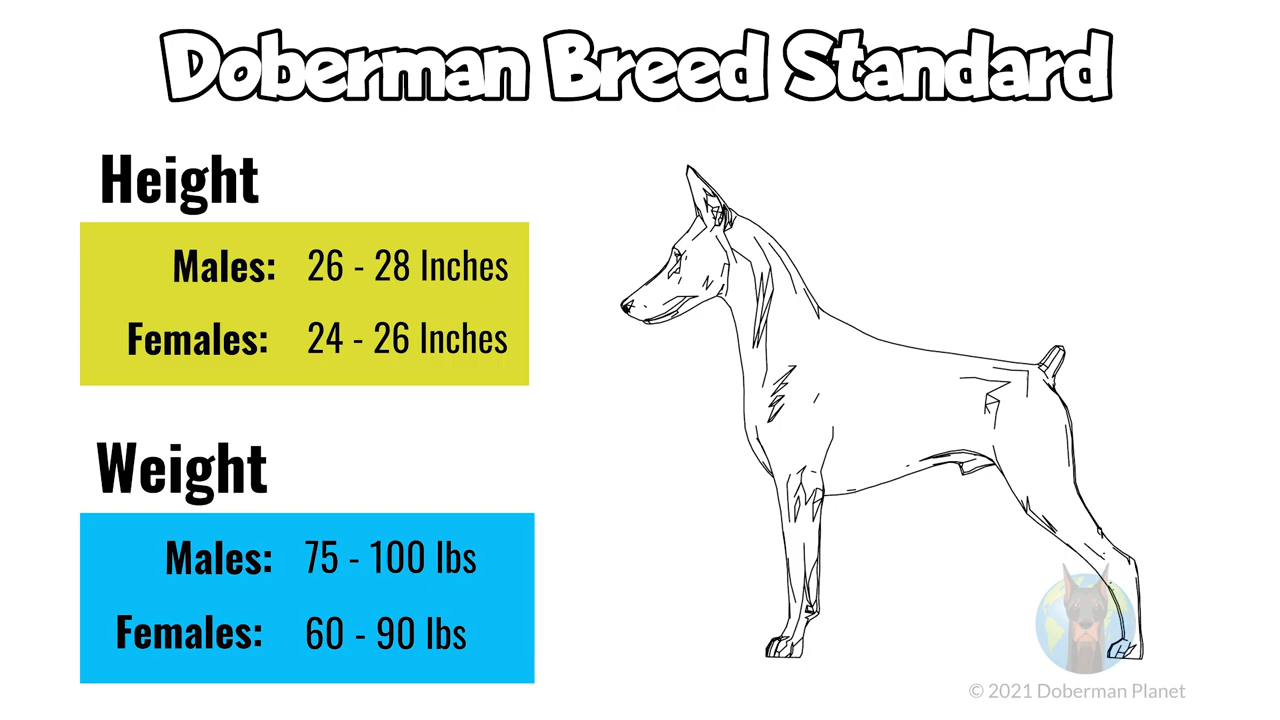 Doberman Breed Standard
Height
Males: 26 - 28 Inches
Females: 24 - 26 Inches
Weight
Males: 75 - 100 lbs
Females: 60 - 90 lbs
© 2021 Doberman Planet